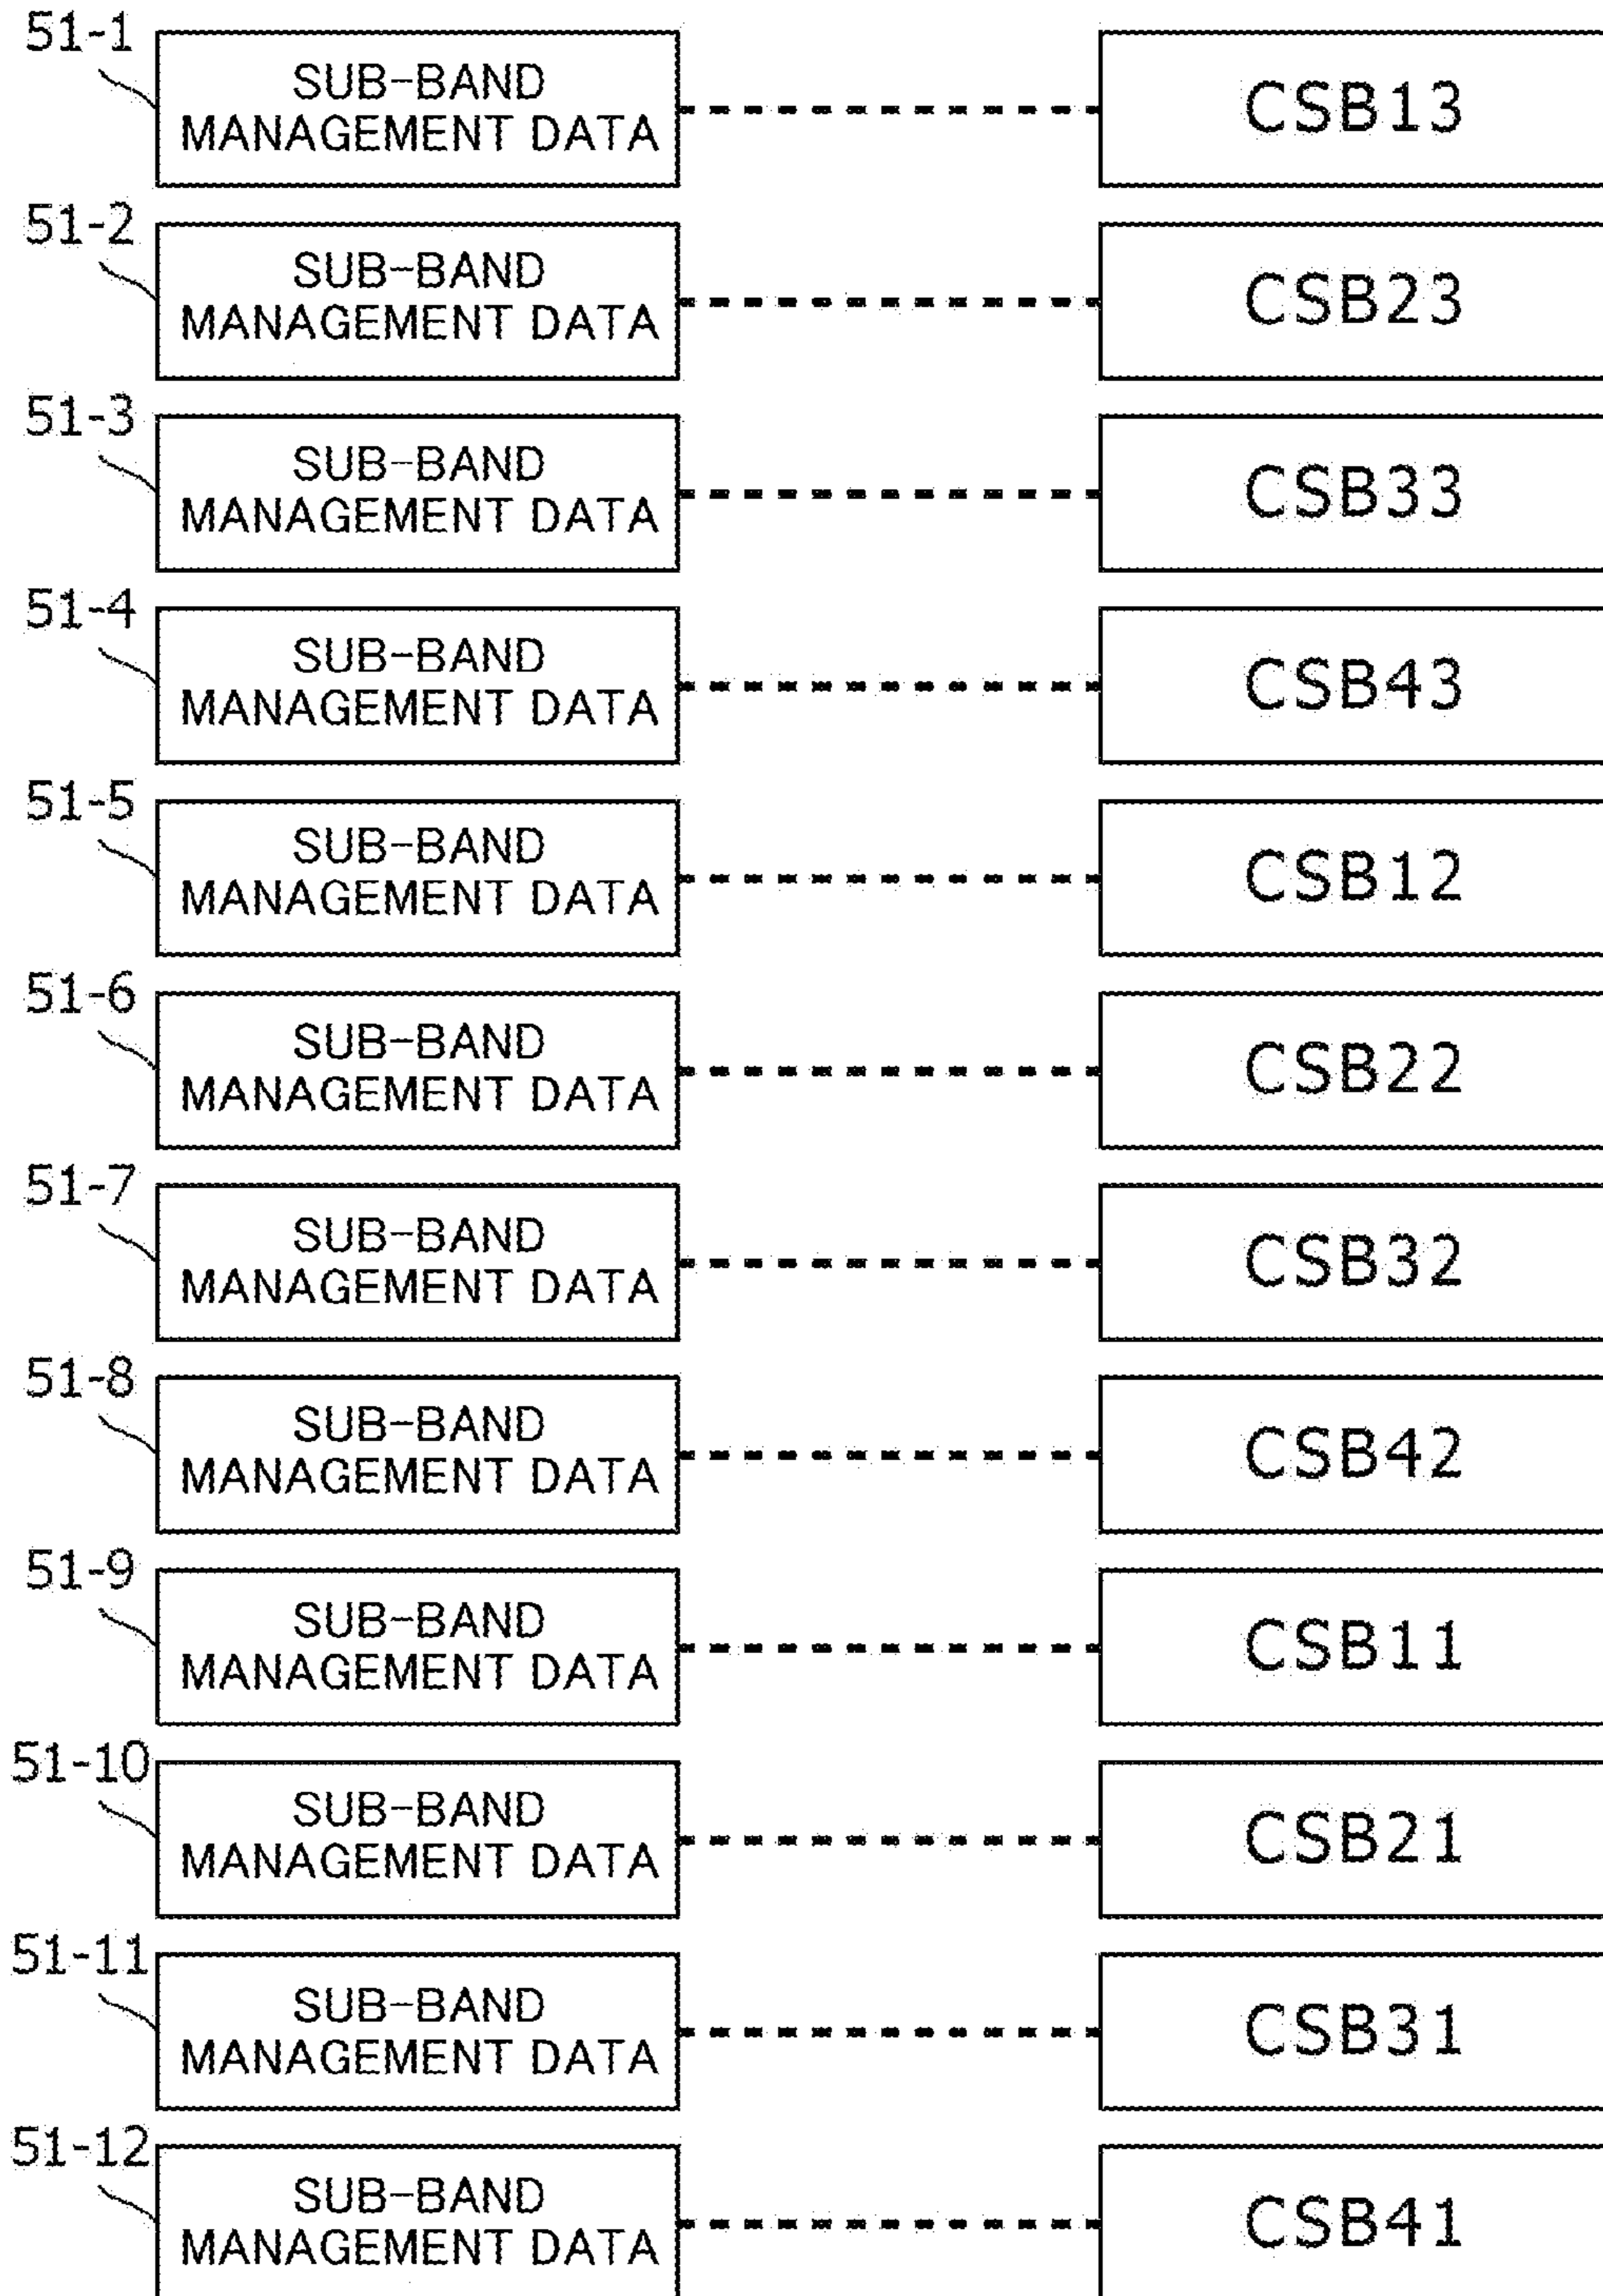 51-1
SUB-BAND
MANAGEMENT DATA
CSB13
51-2
SUB-BAND
MANAGEMENT DATA
CSB23
51-3
SUB-BAND
MANAGEMENT DATA
CSB33
51-4
SUB-BAND
MANAGEMENT DATA
CSB43
51-5
SUB-BAND
MANAGEMENT DATA
CSB12
51-6
SUB-BAND
MANAGEMENT DATA
CSB22
51-7
SUB-BAND
MANAGEMENT DATA
CSB32
51-8
SUB-BAND
MANAGEMENT DATA
CSB42
51-9
SUB-BAND
MANAGEMENT DATA
CSB11
51-10
SUB-BAND
MANAGEMENT DATA
CSB21
51-11
SUB-BAND
MANAGEMENT DATA
CSB31
51-12
SUB-BAND
MANAGEMENT DATA
CSB41